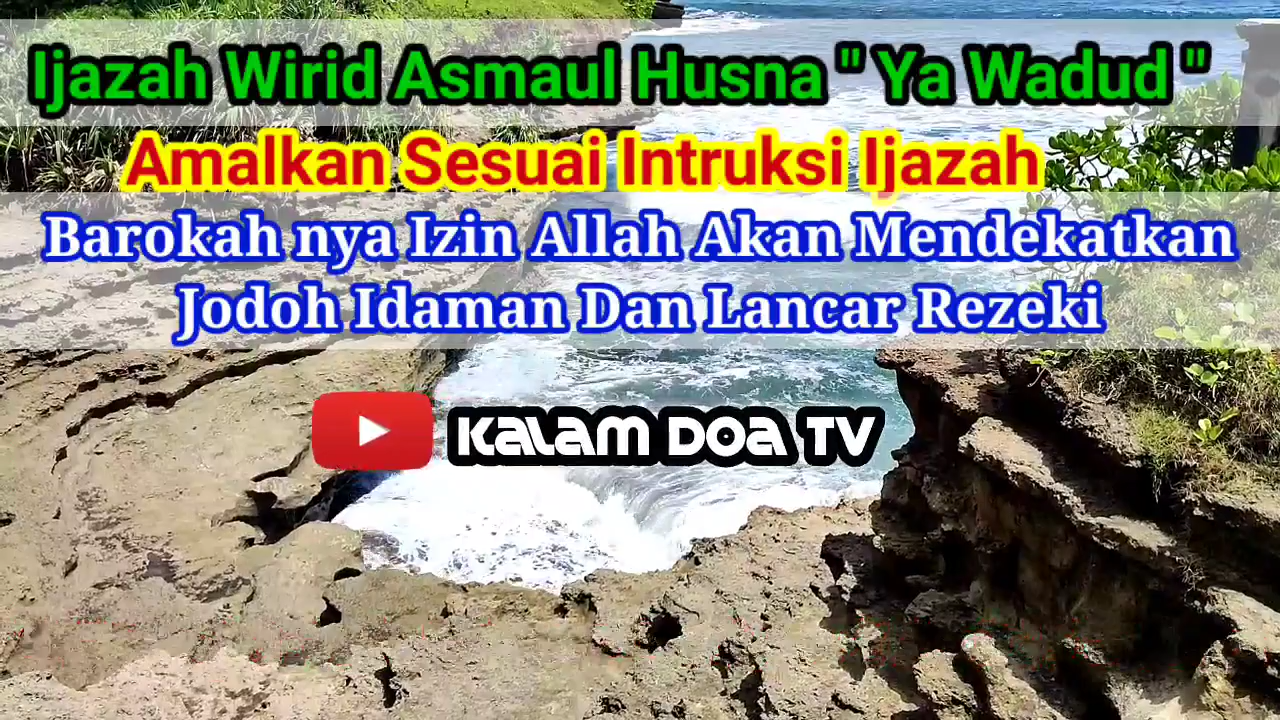 Ijazah Wirid Asmaul Husna " Ya Wadud "
Amalkan Sesuai Intruksi Ijazah
Barokah nya Izin Allah Akan Mendekatkan
Jodoh Idaman Dan Lancar Rezeki
KALAM DOA TV